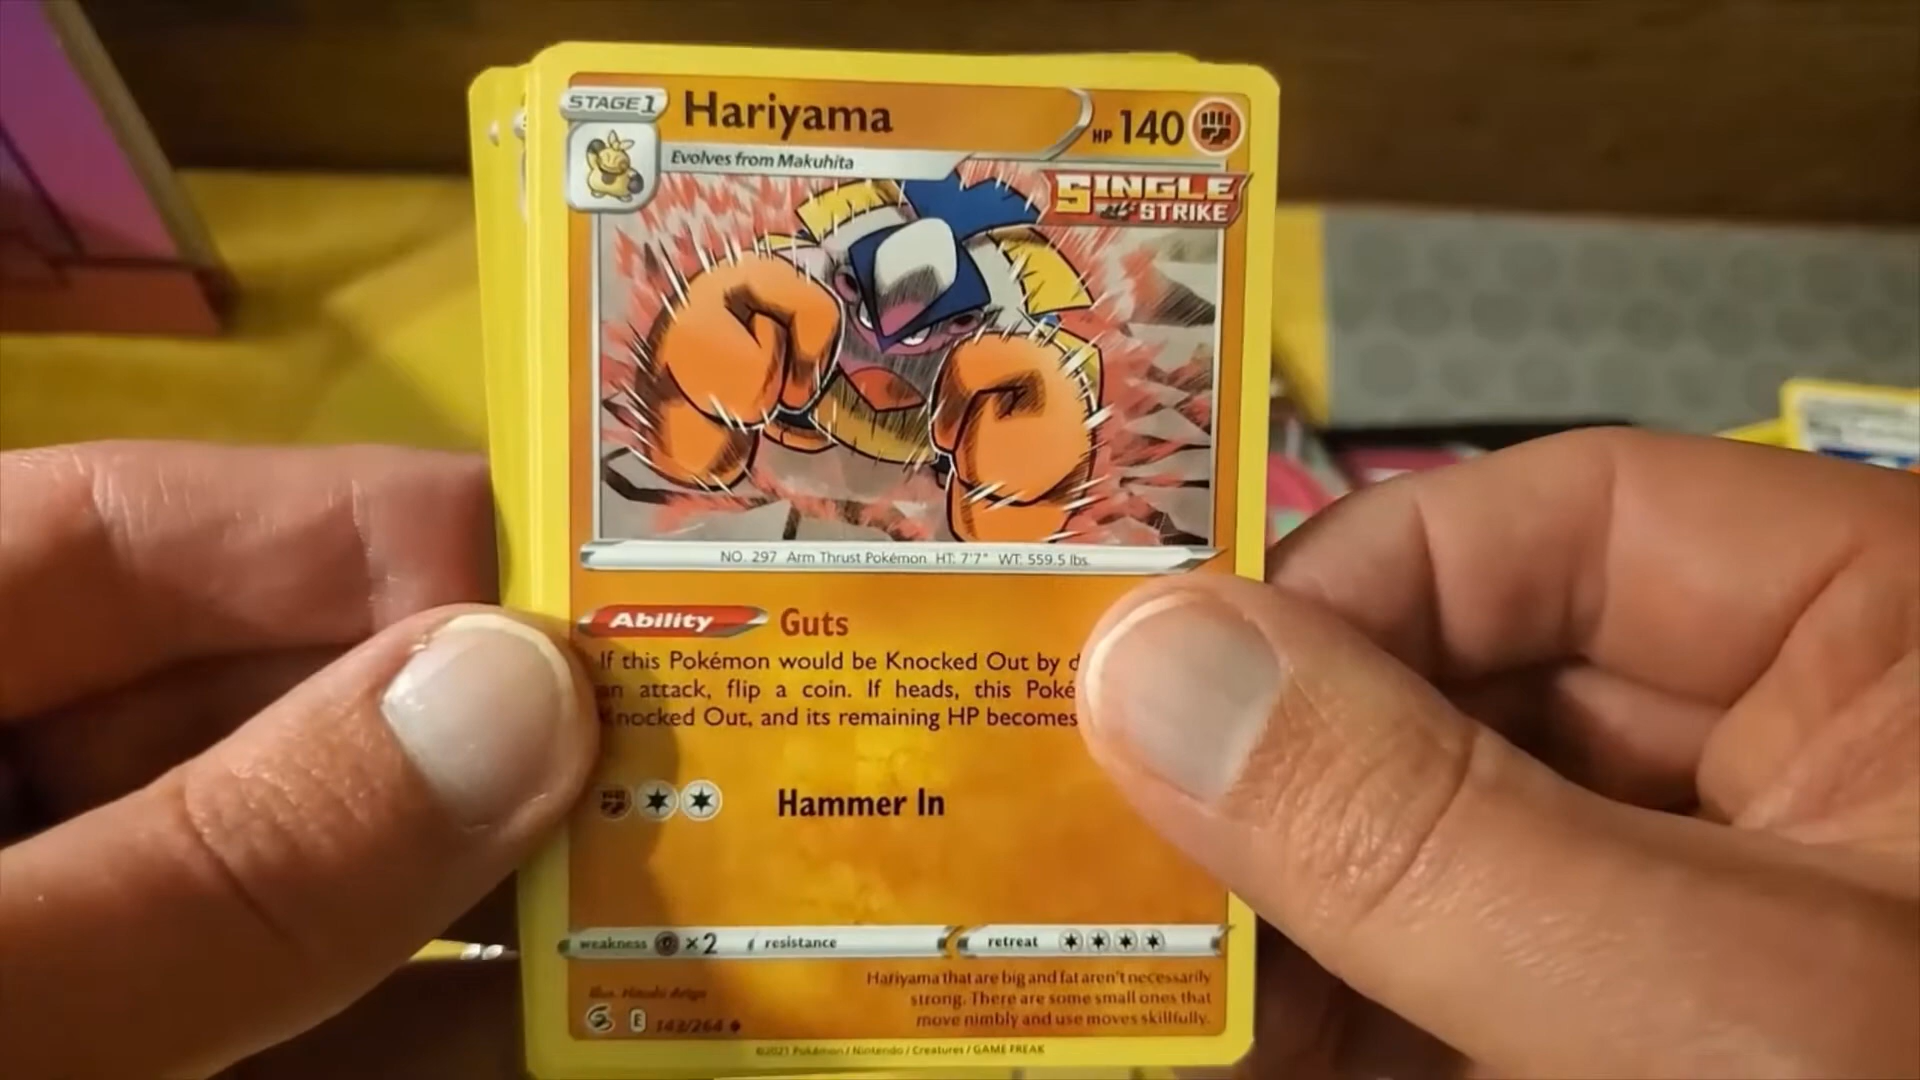 STAGE 1
Hariyama
HP 140
Evolves from Makuhita
SINGLE
STRIKE
NO. 297 Arm Thrust Pokémon HT: 7'7" WT: 559.5 lbs.
Ability Guts
If this Pokémon would be Knocked Out by
an attack, flip a coin. If heads, this
Knocked Out, and its remaining HP becomes
Hammer In
weakness ×2 resistance retreat
Hariyama that are big and fat aren't necessarily
strong. There are some small ones that
move nimbly and use moves skillfully.
Illus. Hitoshi Ariga
E 143/264
©2021 Pokémon / Nintendo / Creatures / GAME FREAK